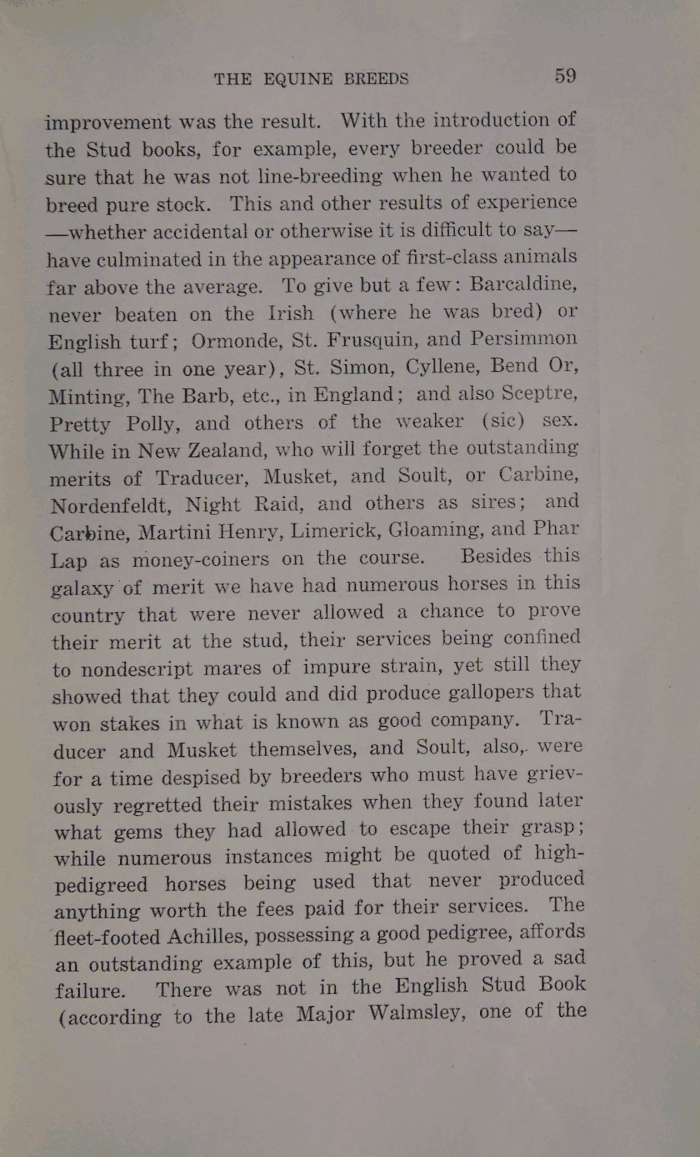 THE EQUINE BREEDS 59
improvement was the result. With the introduction of
the Stud books, for example, every breeder could be
sure that he was not line-breeding when he wanted to
breed pure stock. This and other results of experience
—whether accidental or otherwise it is difficult to say—
have culminated in the appearance of first-class animals
far above the average. To give but a few: Barcaldine,
never beaten on the Irish (where he was bred) or
English turf; Ormonde, St. Frusquin, and Persimmon
(all three in one year), St. Simon, Cyllene, Bend Or,
Minting, The Barb, etc., in England; and also Sceptre,
Pretty Polly, and others of the weaker (sic) sex.
While in New Zealand, who will forget the outstanding
merits of Traducer, Musket, and Soult, or Carbine,
Nordenfeldt, Night Raid, and others as sires; and
Carbine, Martini Henry, Limerick, Gloaming, and Phar
Lap as money-coiners on the course. Besides this
galaxy of merit we have had numerous horses in this
country that were never allowed a chance to prove
their merit at the stud, their services being confined
to nondescript mares of impure strain, yet still they
showed that they could and did produce gallopers that
won stakes in what is known as good company. Tra-
ducer and Musket themselves, and Soult, also, were
for a time despised by breeders who must have griev-
ously regretted their mistakes when they found later
what gems they had allowed to escape their grasp;
while numerous instances might be quoted of high-
pedigreed horses being used that never produced
anything worth the fees paid for their services. The
fleet-footed Achilles, possessing a good pedigree, affords
an outstanding example of this, but he proved a sad
failure. There was not in the English Stud Book
(according to the late Major Walmsley, one of the